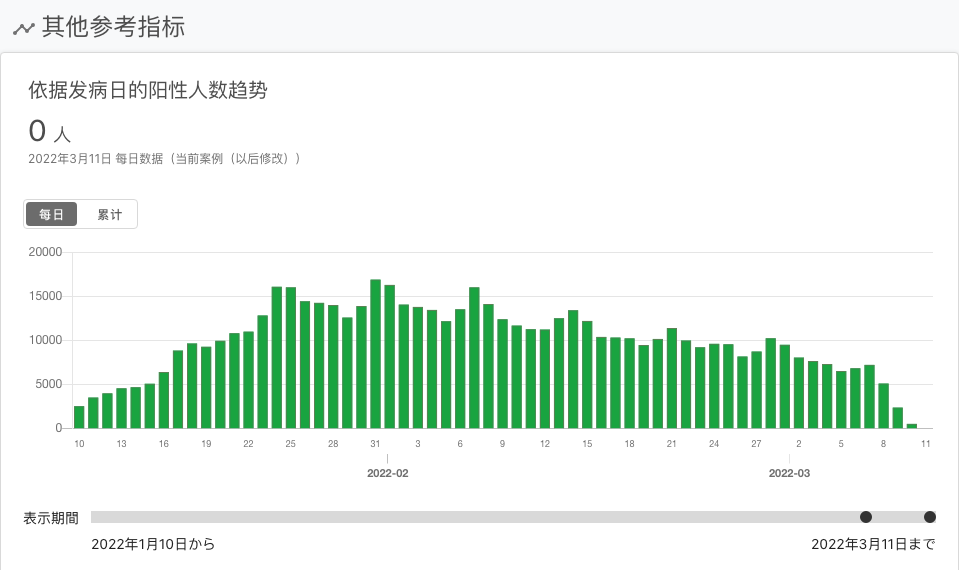 其他参考指标
依据发病日的阳性人数趋势
0 人
2022年3月11日 每日数据（当前案例（以后修改））
每日 累计
20000
15000
10000
5000
0
10 13 16 19 22 25 28 31 3 6 9 12 15 18 21 24 27 2 5 8 11
2022-02 2022-03
表示期間
2022年1月10日から 2022年3月11日まで